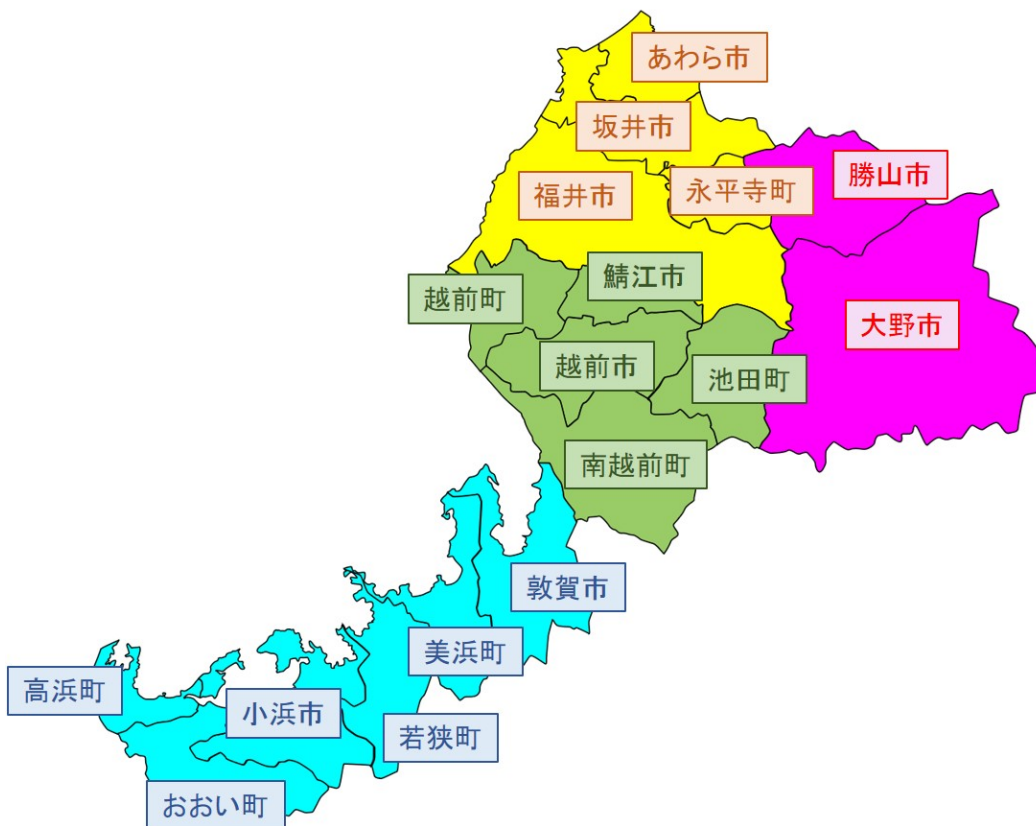 あわら市
坂井市
勝山市
永平寺町
福井市
鯖江市
越前町
大野市
越前市
池田町
南越前町
敦賀市
美浜町
高浜町
小浜市
若狭町
おおい町